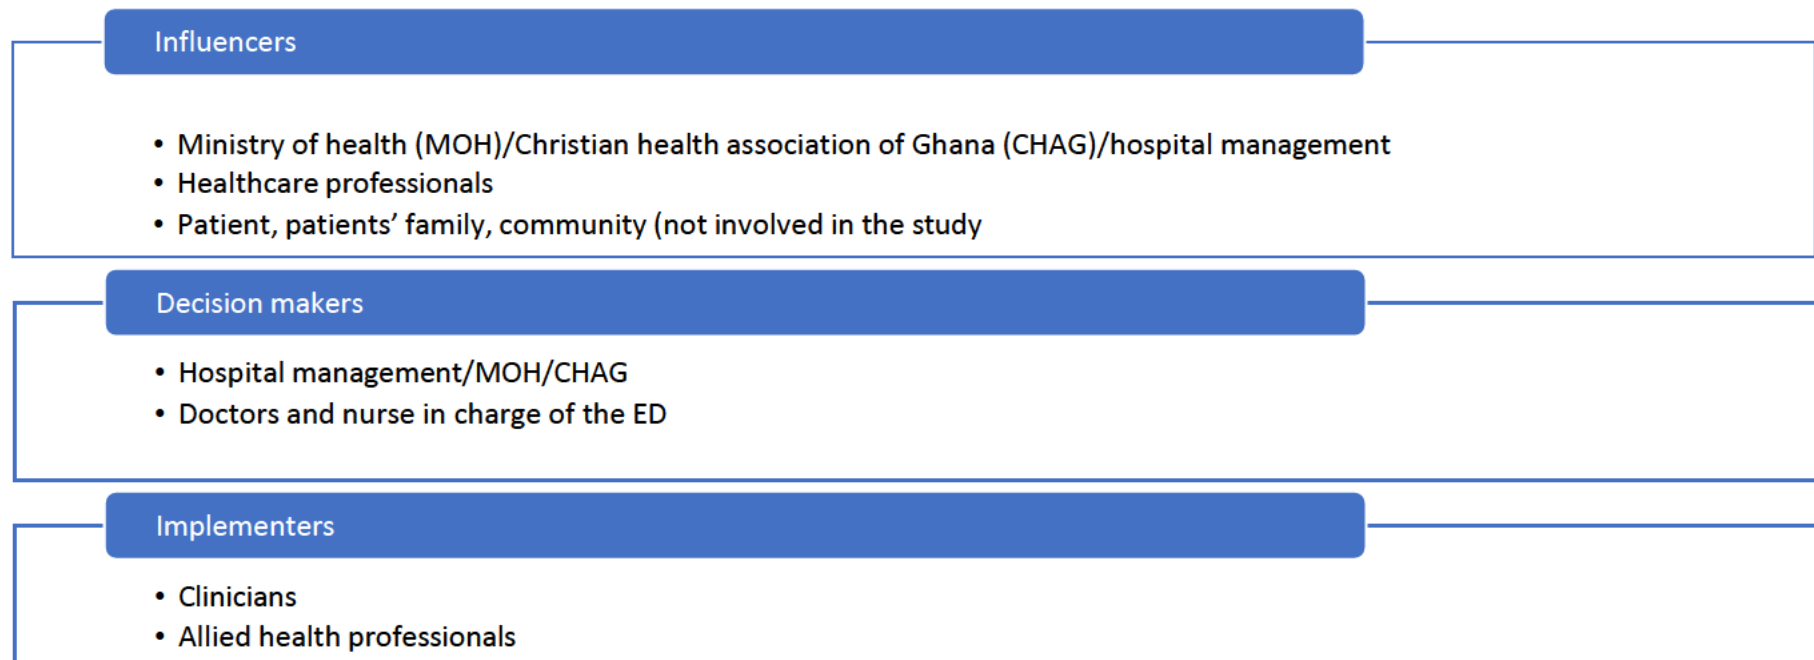 Influencers
• Ministry of health (MOH)/Christian health association of Ghana (CHAG)/hospital management
• Healthcare professionals
• Patient, patients’ family, community (not involved in the study
Decision makers
• Hospital management/MOH/CHAG
• Doctors and nurse in charge of the ED
Implementers
• Clinicians
• Allied health professionals